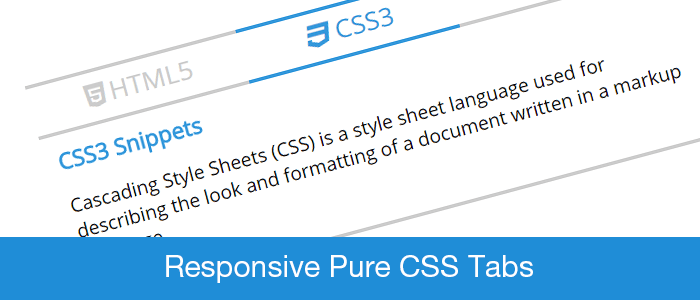 HTML5
CSS3
CSS3 Snippets
Cascading Style Sheets (CSS) is a style sheet language used for
describing the look and formatting of a document written in a markup
Responsive Pure CSS Tabs